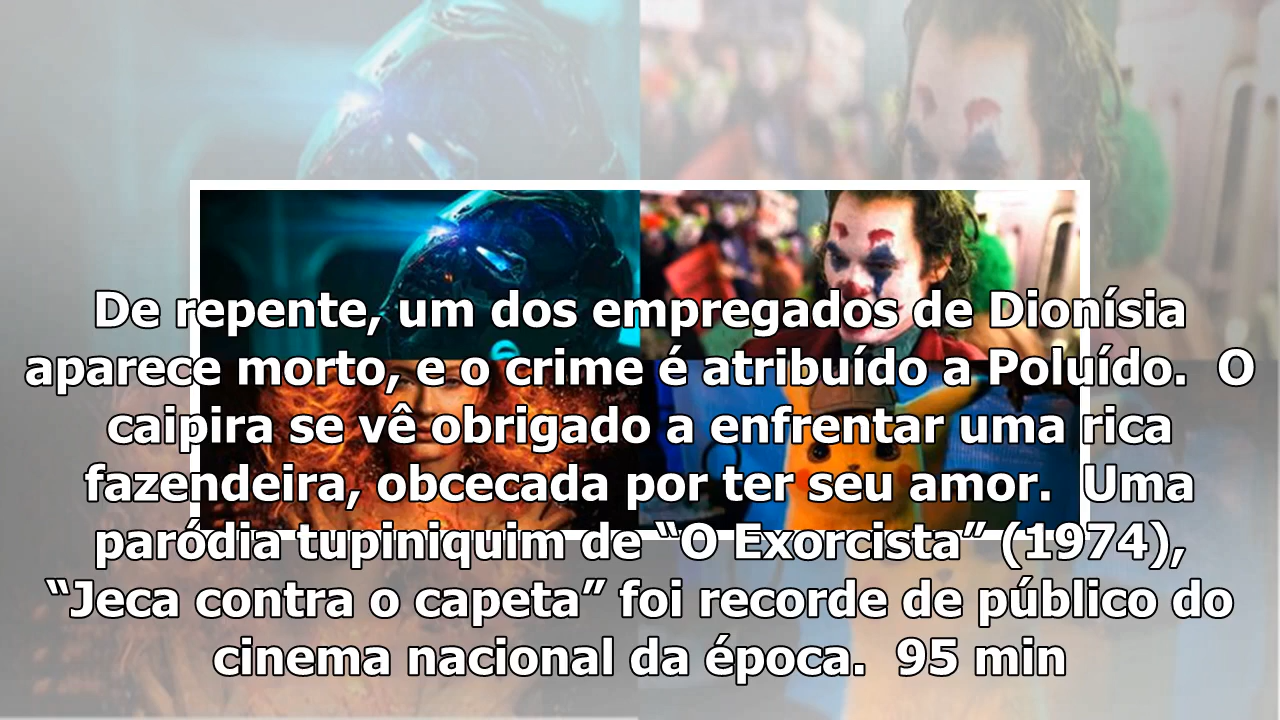 De repente, um dos empregados de Dionísia
aparece morto, e o crime é atribuído a Poluído.  O
caipira se vê obrigado a enfrentar uma rica
fazendeira, obcecada por ter seu amor.  Uma
paródia tupiniquim de “O Exorcista” (1974),
“Jeca contra o capeta” foi recorde de público do
cinema nacional da época.  95 min